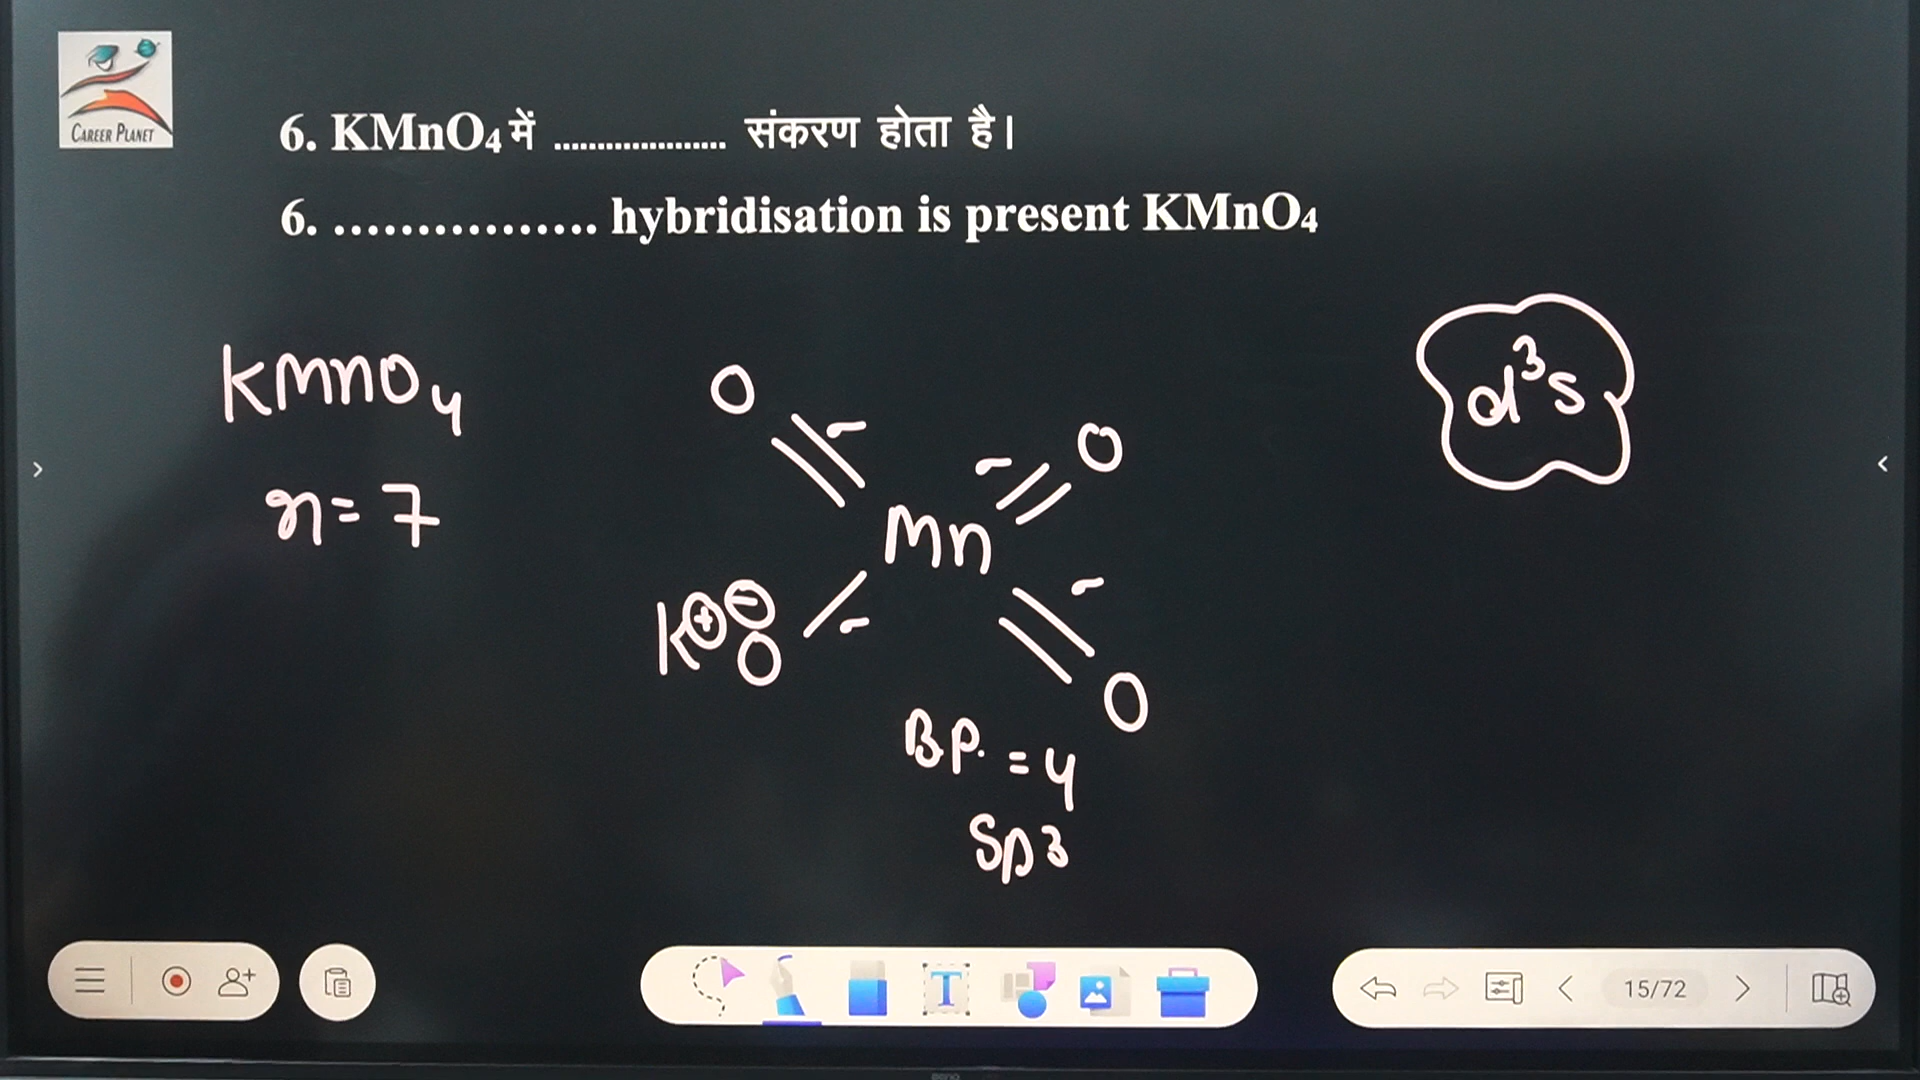 CAREER PLANET
6. KMnO₄ में .................... संकरण होता है।
6. ................ hybridisation is present KMnO₄
KMnO₄
n=7
d³s
O
O
Mn
K⊕ ⊖
O
O
B.P. = 4
Sp3
T
15/72